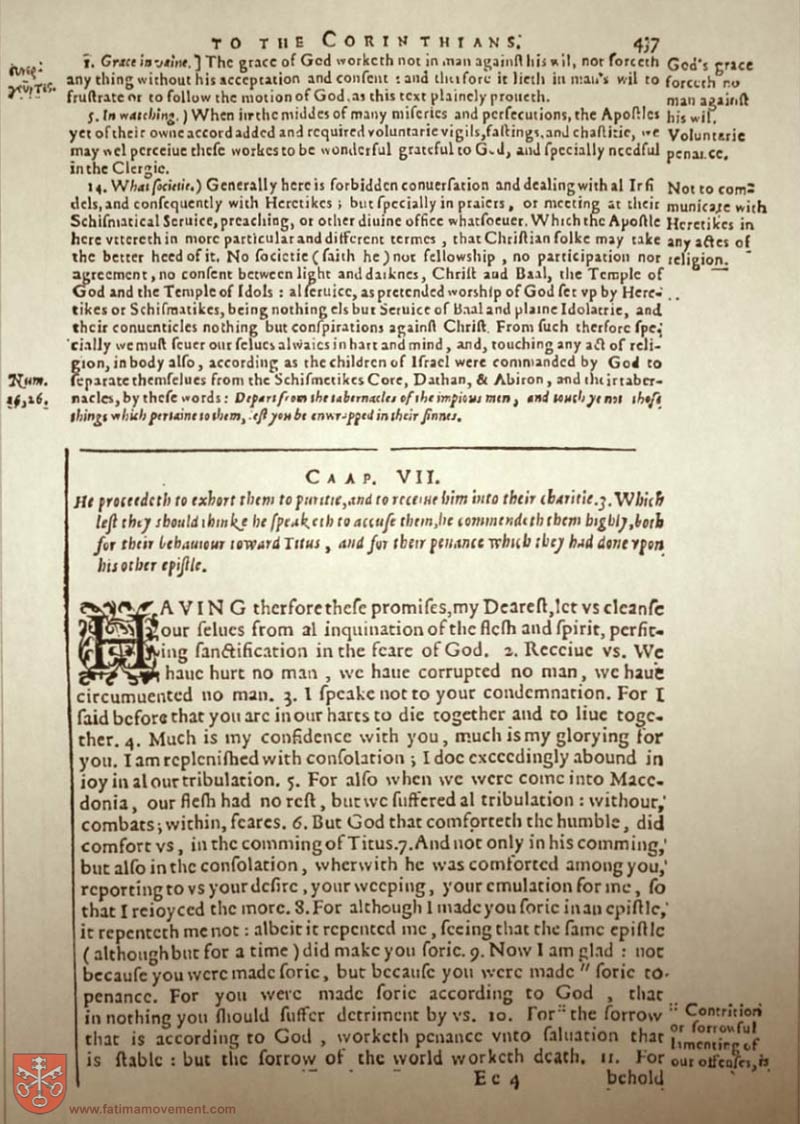 TO THE CORINTHIANS. 437
1. Grace in vaine.] The grace of God worketh not in man againſt his wil, nor forceth
any thing without his acceptation and conſent : and therfore it lieth in man's wil to
fruſtrate or to follow the motion of God, as this text plainely proueth.
5. In watching.) When in the middes of many miſeries and perſecutions, the Apoſtles
yet of their owne accord added and required voluntarie vigils, faſtings, and chaſtitie, we
may wel perceiue theſe workes to be wonderful grateful to God, and ſpecially needful
in the Clergie.
14. What ſocietie.) Generally here is forbidden conuerſation and dealing with al Infi
dels, and conſequently with Heretikes ; but ſpecially in praiers, or meeting at their
Schiſmatical Seruice, preaching, or other diuine office whatſoeuer. Which the Apoſtle
here vttereth in more particular and different termes, that Chriſtian folke may take
the better heed of it. No ſocietie (ſaith he) nor fellowſhip, no participation nor
agreement, no conſent between light and darknes, Chriſt and Baal, the Temple of
God and the Temple of Idols : al ſeruice, as pretended worſhip of God ſet vp by Here-
tikes or Schiſmatikes, being nothing els but Seruice of Baal and plaine Idolatrie, and
their conuenticles nothing but conſpirations againſt Chriſt. From ſuch therfore ſpe-
cially we muſt ſeuer our ſelues alwaies in hart and mind, and, touching any act of reli-
gion, in body alſo, according as the children of Iſrael were commanded by God to
ſeparate themſelues from the Schiſmetikes Core, Dathan, & Abiron, and their taber-
nacles, by theſe words: Depart from the tabernacles of the impious men, and touch ye not thoſe
things which pertaine to them, leſt you be enwrapped in their ſinnes.
God's grace
forceth no
man againſt
his wil.
Voluntarie
penance.
Not to com-
municate with
Heretikes in
any actes of
religion.
Num.
16, 26.
CAAP. VII.
He proceedeth to exhort them to puritie, and to receiue him into their charitie. 3. Which
leſt they should thinke he ſpeaketh to accuſe them, he commendeth them highly, both
for their behauiour toward Titus, and for their penance which they had done vpon
his other epiſtle.
HAVING therfore theſe promiſes, my Deareſt, let vs cleanſe
our ſelues from al inquination of the fleſh and ſpirit, perfit-
ing ſanctification in the feare of God. 2. Receiue vs. We
haue hurt no man, we haue corrupted no man, we haue
circumuented no man. 3. I ſpeake not to your condemnation. For I
ſaid before that you are in our harts to die together and to liue toge-
ther. 4. Much is my confidence with you, much is my glorying for
you. I am repleniſhed with conſolation ; I doe exceedingly abound in
ioy in al our tribulation. 5. For alſo when we were come into Mace-
donia, our fleſh had no reſt, but we ſuffered al tribulation : without,
combats ; within, feares. 6. But God that comforteth the humble, did
comfort vs, in the comming of Titus. 7. And not only in his comming,
but alſo in the conſolation, wherwith he was comforted among you,
reporting to vs your deſire, your weeping, your emulation for me, ſo
that I reioyced the more. 8. For although I made you ſorie in an epiſtle,
it repenteth me not : albeit it repented me, ſeeing that the ſame epiſtle
(although but for a time) did make you ſorie. 9. Now I am glad : not
becauſe you were made ſorie, but becauſe you were made " ſorie to
penance. For you were made ſorie according to God, that
in nothing you ſhould ſuffer detriment by vs. 10. For :: the ſorrow
that is according to God, worketh penance vnto ſaluation that
is ſtable : but the ſorrow of the world worketh death. 11. For
:: Contrition
or ſorrowful
lamenting of
our offenſes, is
Ee 4 behold
www.fatimamovement.com